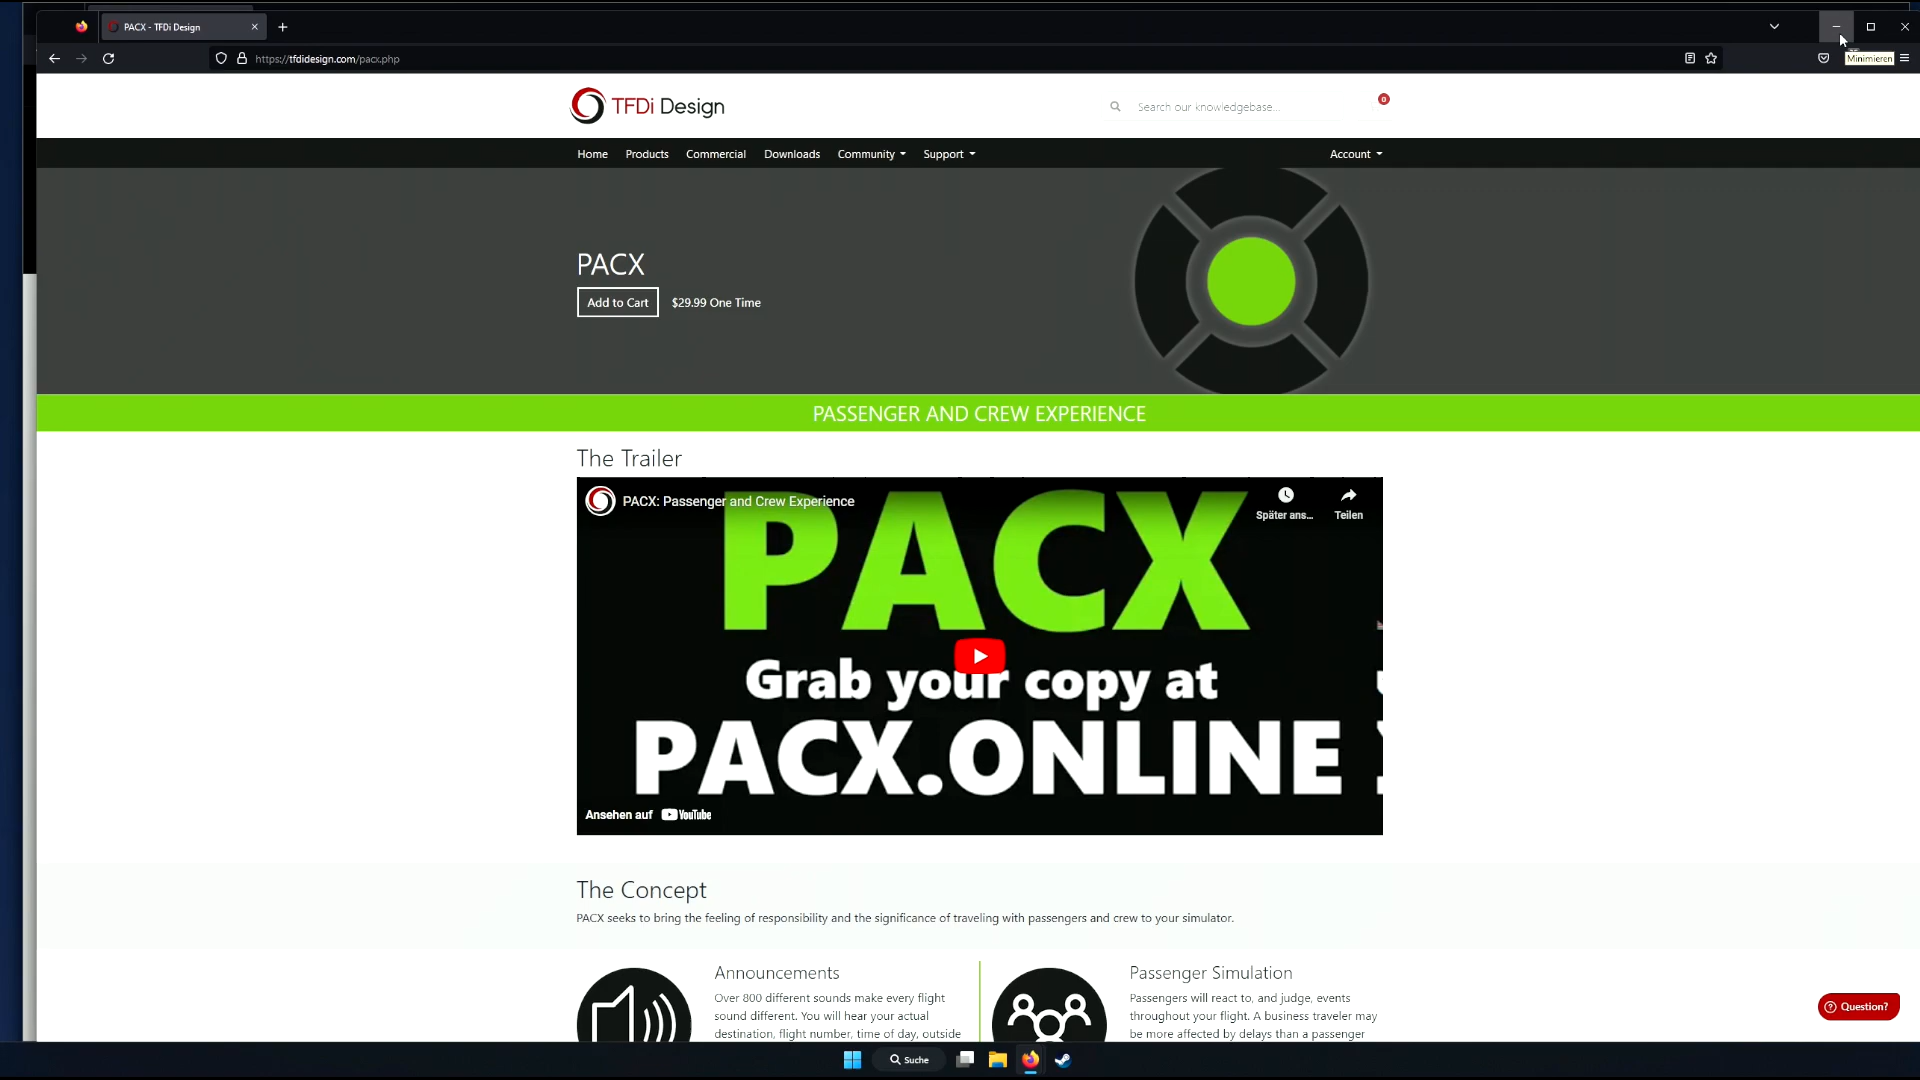 PACX - TFDi Design
https://tfdidesign.com/pacx.php
Minimieren
TFDi Design
Search our knowledgebase...
0
Home Products Commercial Downloads Community Support Account
PACX
Add to Cart $29.99 One Time
PASSENGER AND CREW EXPERIENCE
The Trailer
PACX: Passenger and Crew Experience
Später ans...
Teilen
PACX
Grab your copy at
PACX.ONLINE
Ansehen auf YouTube
The Concept
PACX seeks to bring the feeling of responsibility and the significance of traveling with passengers and crew to your simulator.
Announcements
Over 800 different sounds make every flight
sound different. You will hear your actual
destination, flight number, time of day, outside
Passenger Simulation
Passengers will react to, and judge, events
throughout your flight. A business traveler may
be more affected by delays than a passenger
Question?
Suche